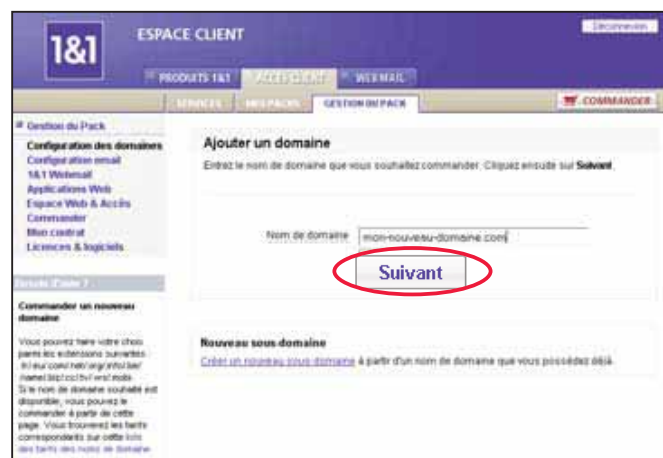 1&1
ESPACE CLIENT
Déconnexion
PRODUITS 1&1
ACCÈS CLIENT
WEBMAIL
SERVICES
MES PACKS
GESTION DU PACK
COMMANDER
Gestion du Pack
Configuration des domaines
Configuration email
1&1 Webmail
Applications Web
Espace Web & Accès
Commander
Mon contrat
Licences & logiciels
Besoin d'aide ?
Commander un nouveau
domaine
Vous pouvez faire votre choix
parmi les extensions suivantes :
Si le nom de domaine souhaité est
disponible, vous pouvez le
commander à partir de cette
page. Vous trouverez les tarifs
correspondants sur cette liste
des tarifs des noms de domaine
Ajouter un domaine
Entrez le nom de domaine que vous souhaitez commander. Cliquez ensuite sur Suivant.
Nom de domaine
mon-nouveau-domaine.com
Suivant
Nouveau sous-domaine
Créer un nouveau sous-domaine à partir d'un nom de domaine que vous possédez déjà.